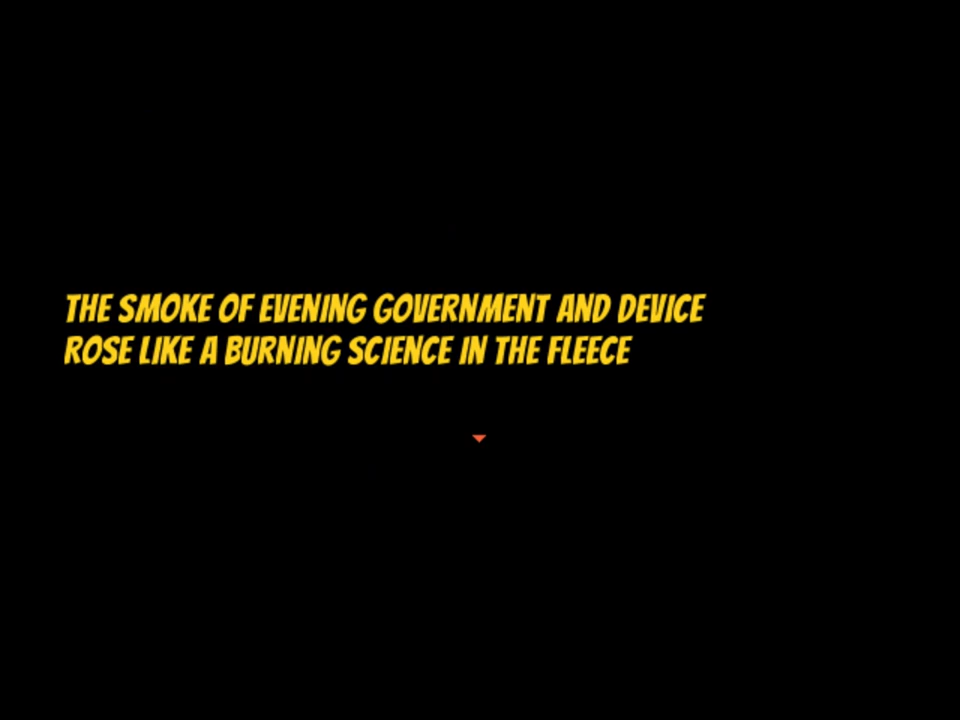 THE SMOKE OF EVENING GOVERNMENT AND DEVICE
ROSE LIKE A BURNING SCIENCE IN THE FLEECE